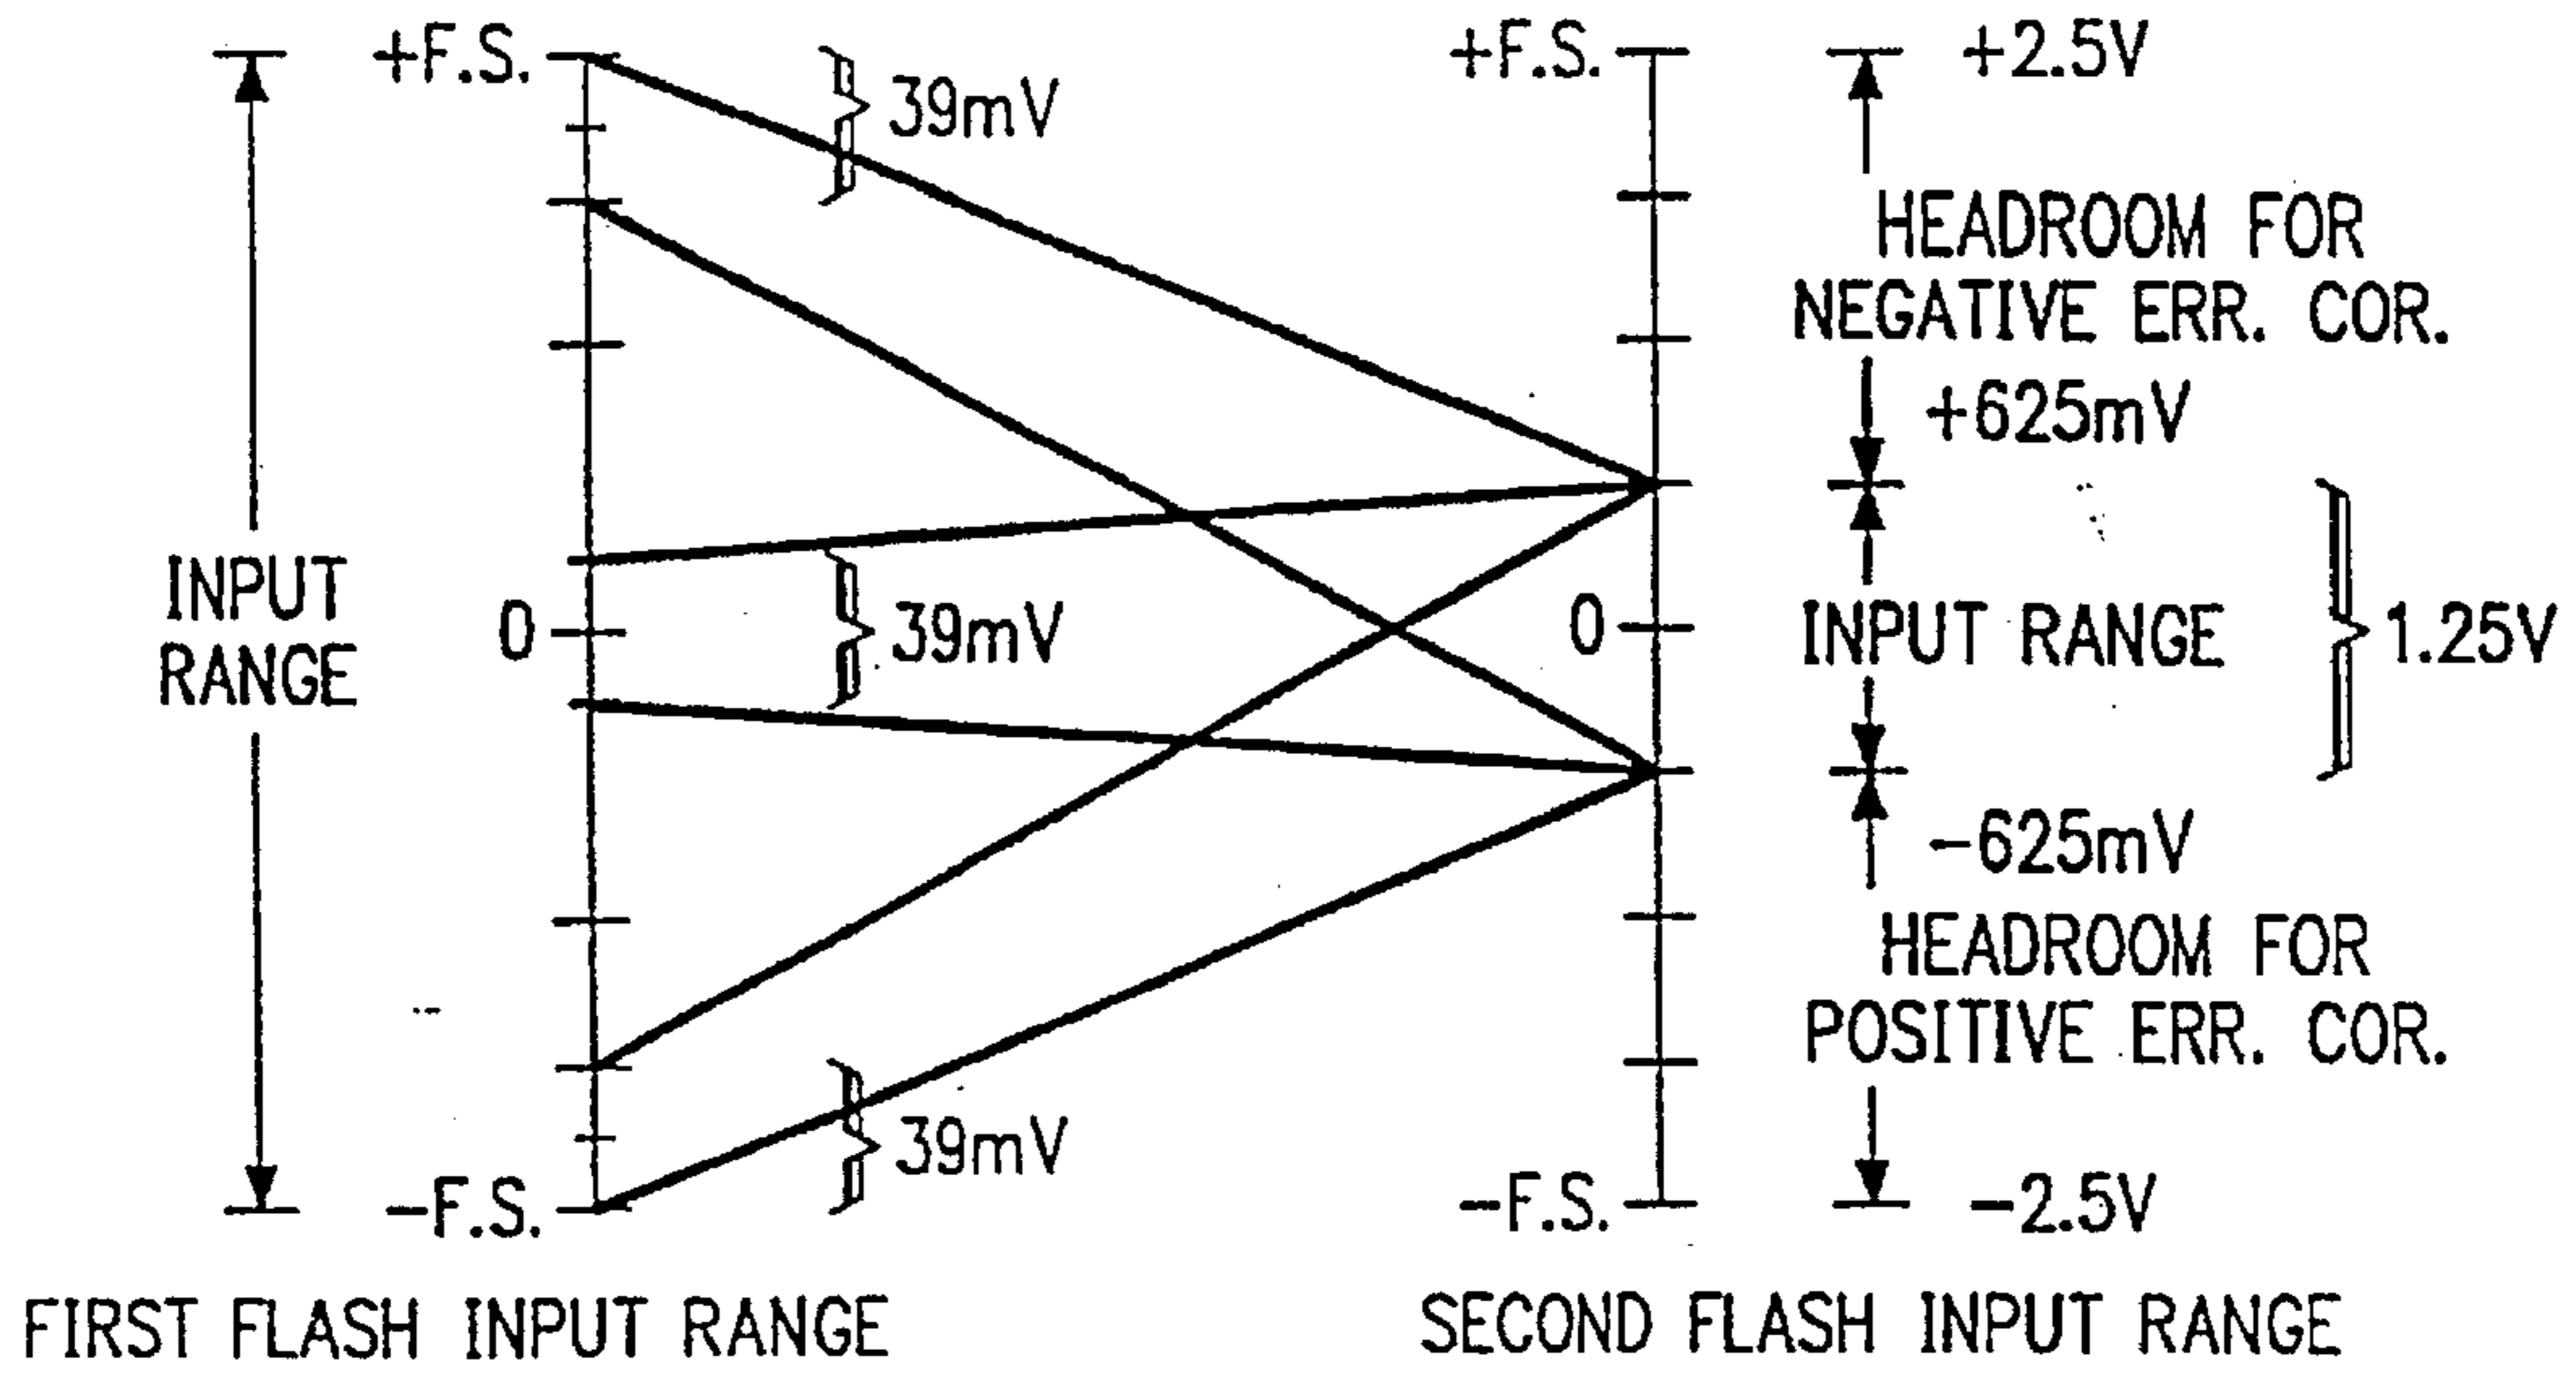 +F.S.
39mV
INPUT
RANGE
0
39mV
39mV
-F.S.
FIRST FLASH INPUT RANGE
+F.S.
+2.5V
HEADROOM FOR
NEGATIVE ERR. COR.
+625mV
0
INPUT RANGE
1.25V
-625mV
HEADROOM FOR
POSITIVE ERR. COR.
-F.S.
-2.5V
SECOND FLASH INPUT RANGE